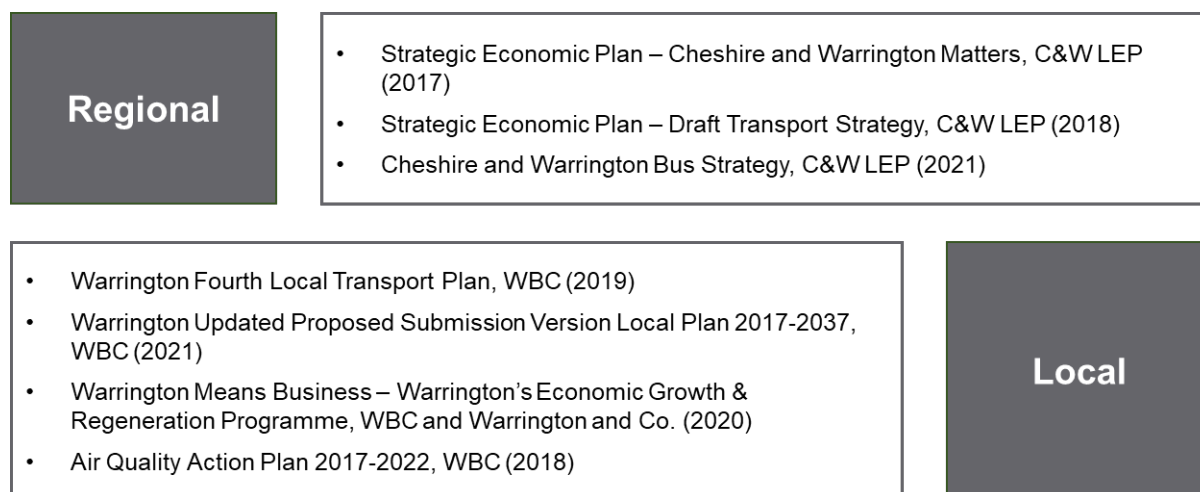 Regional
• Strategic Economic Plan – Cheshire and Warrington Matters, C&W LEP
(2017)
• Strategic Economic Plan – Draft Transport Strategy, C&W LEP (2018)
• Cheshire and Warrington Bus Strategy, C&W LEP (2021)
• Warrington Fourth Local Transport Plan, WBC (2019)
• Warrington Updated Proposed Submission Version Local Plan 2017-2037,
WBC (2021)
• Warrington Means Business – Warrington's Economic Growth &
Regeneration Programme, WBC and Warrington and Co. (2020)
• Air Quality Action Plan 2017-2022, WBC (2018)
Local